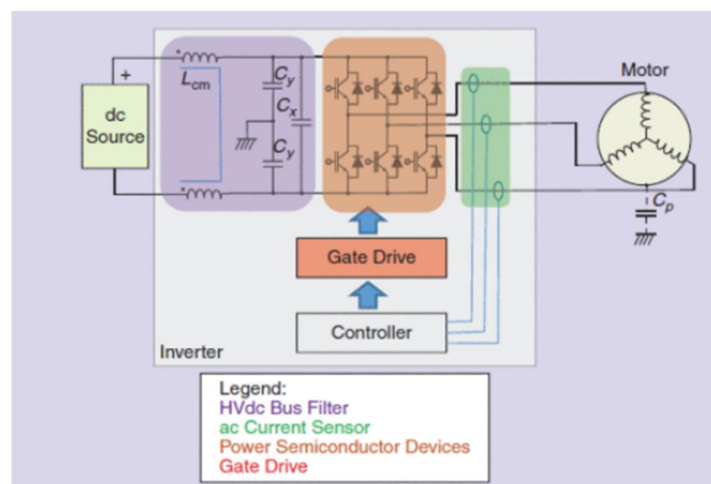 +
dc
Source
Lcm
Cy
Cx
Cy
Motor
Cp
Gate Drive
Controller
Inverter
Legend:
HVdc Bus Filter
ac Current Sensor
Power Semiconductor Devices
Gate Drive